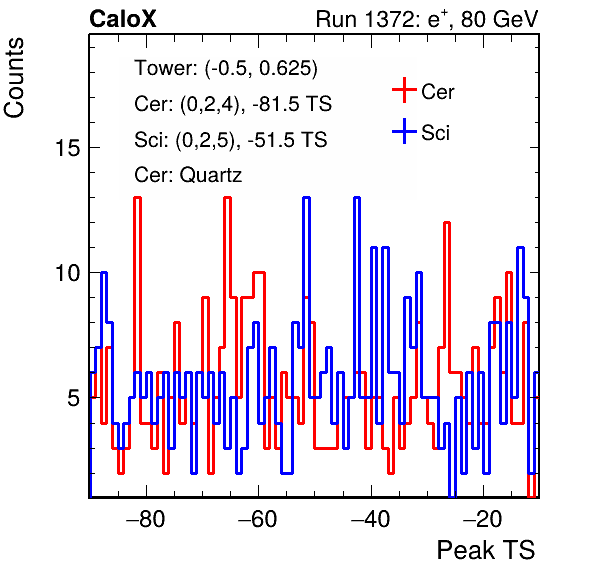 CaloX Run 1372: e⁺, 80 GeV
Tower: (-0.5, 0.625)
Cer: (0,2,4), -81.5 TS
Sci: (0,2,5), -51.5 TS
Cer: Quartz
Cer
Sci
Counts
15
10
5
−80 −60 −40 −20
Peak TS